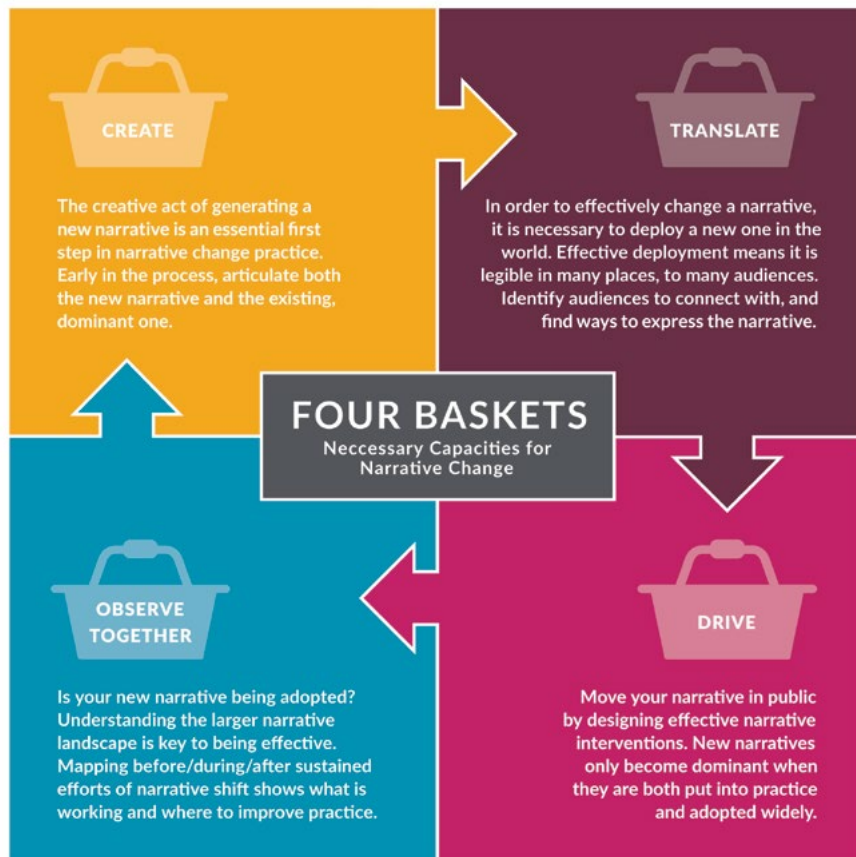 CREATE
The creative act of generating a
new narrative is an essential first
step in narrative change practice.
Early in the process, articulate both
the new narrative and the existing,
dominant one.
TRANSLATE
In order to effectively change a narrative,
it is necessary to deploy a new one in the
world. Effective deployment means it is
legible in many places, to many audiences.
Identify audiences to connect with, and
find ways to express the narrative.
FOUR BASKETS
Neccessary Capacities for
Narrative Change
OBSERVE
TOGETHER
Is your new narrative being adopted?
Understanding the larger narrative
landscape is key to being effective.
Mapping before/during/after sustained
efforts of narrative shift shows what is
working and where to improve practice.
DRIVE
Move your narrative in public
by designing effective narrative
interventions. New narratives
only become dominant when
they are both put into practice
and adopted widely.